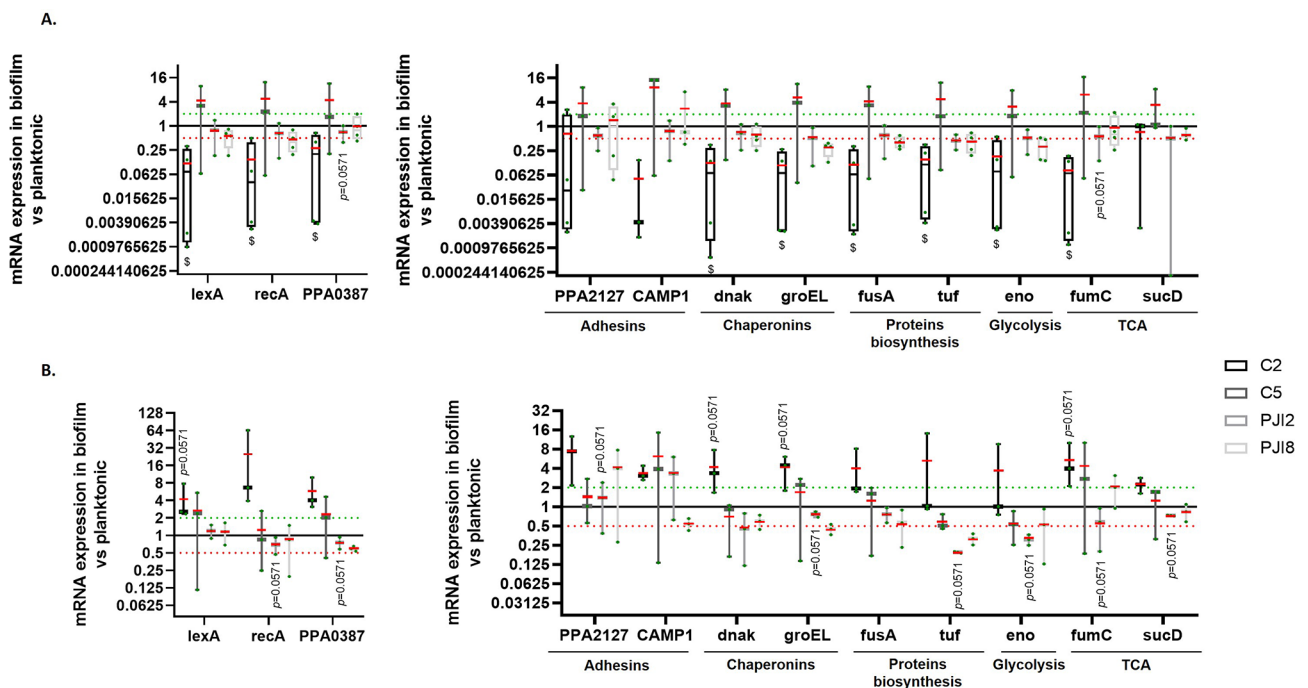 A.
mRNA expression in biofilm
vs planktonic
16
4
1
0.25
0.0625
0.015625
0.00390625
0.0009765625
0.000244140625
$
$
$
p=0.0571
lexA
recA
PPA0387
mRNA expression in biofilm
vs planktonic
16
4
1
0.25
0.0625
0.015625
0.00390625
0.0009765625
0.000244140625
$
$
$
$
$
$
p=0.0571
PPA2127
CAMP1
dnak
groEL
fusA
tuf
eno
fumC
sucD
Adhesins
Chaperonins
Proteins
biosynthesis
Glycolysis
TCA
B.
mRNA expression in biofilm
vs planktonic
128
64
32
16
8
4
2
1
0.5
0.25
0.125
0.0625
p=0.0571
p=0.0571
p=0.0571
lexA
recA
PPA0387
mRNA expression in biofilm
vs planktonic
32
16
8
4
2
1
0.5
0.25
0.125
0.0625
0.03125
p=0.0571
p=0.0571
p=0.0571
p=0.0571
p=0.0571
p=0.0571
p=0.0571
p=0.0571
p=0.0571
PPA2127
CAMP1
dnak
groEL
fusA
tuf
eno
fumC
sucD
Adhesins
Chaperonins
Proteins
biosynthesis
Glycolysis
TCA
C2
C5
PJI2
PJI8